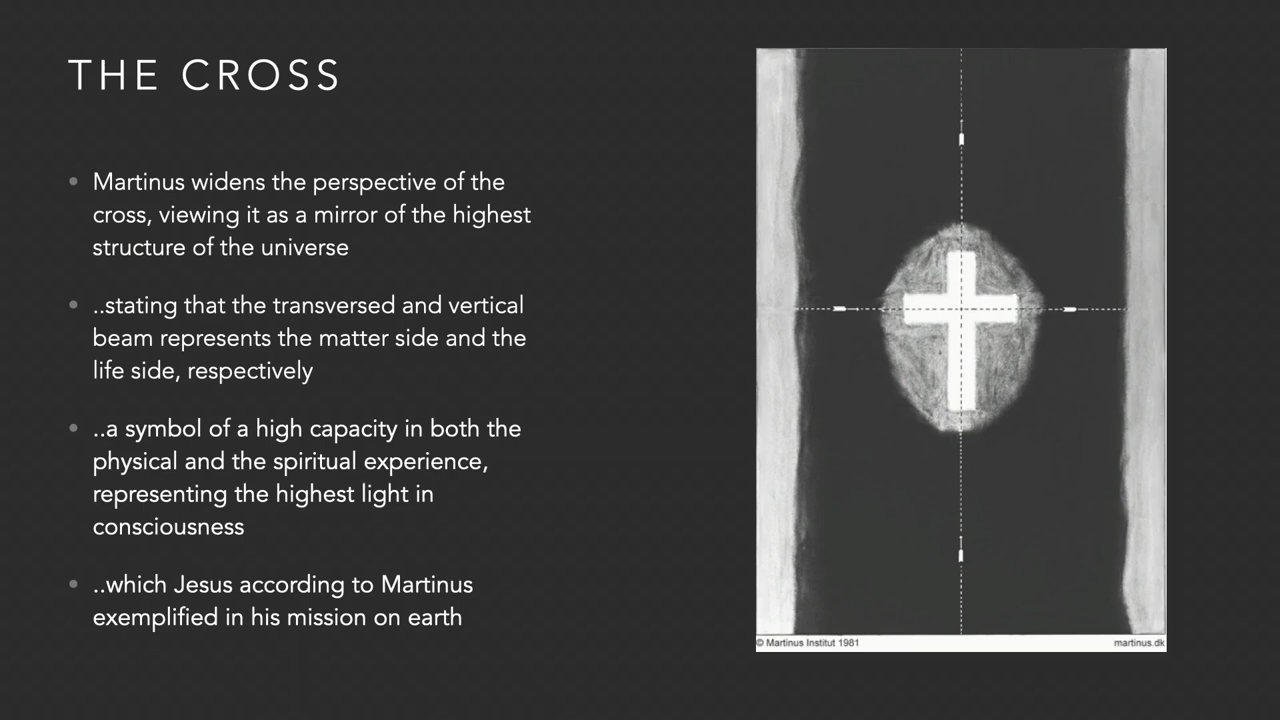 THE CROSS
• Martinus widens the perspective of the
cross, viewing it as a mirror of the highest
structure of the universe
• ..stating that the transversed and vertical
beam represents the matter side and the
life side, respectively
• ..a symbol of a high capacity in both the
physical and the spiritual experience,
representing the highest light in
consciousness
• ..which Jesus according to Martinus
exemplified in his mission on earth
© Martinus Institut 1981
martinus.dk